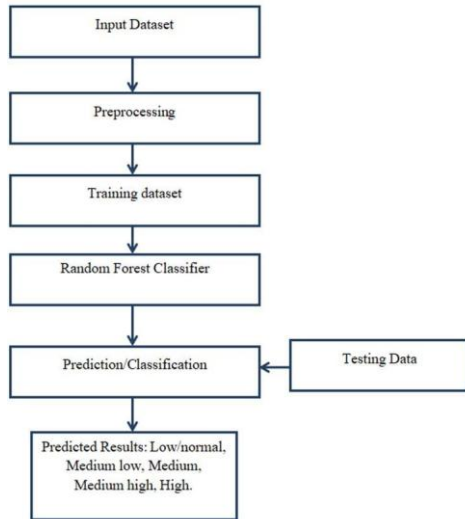 Input Dataset
Preprocessing
Training dataset
Random Forest Classifier
Prediction/Classification
Testing Data
Predicted Results: Low/normal,
Medium low, Medium,
Medium high, High.